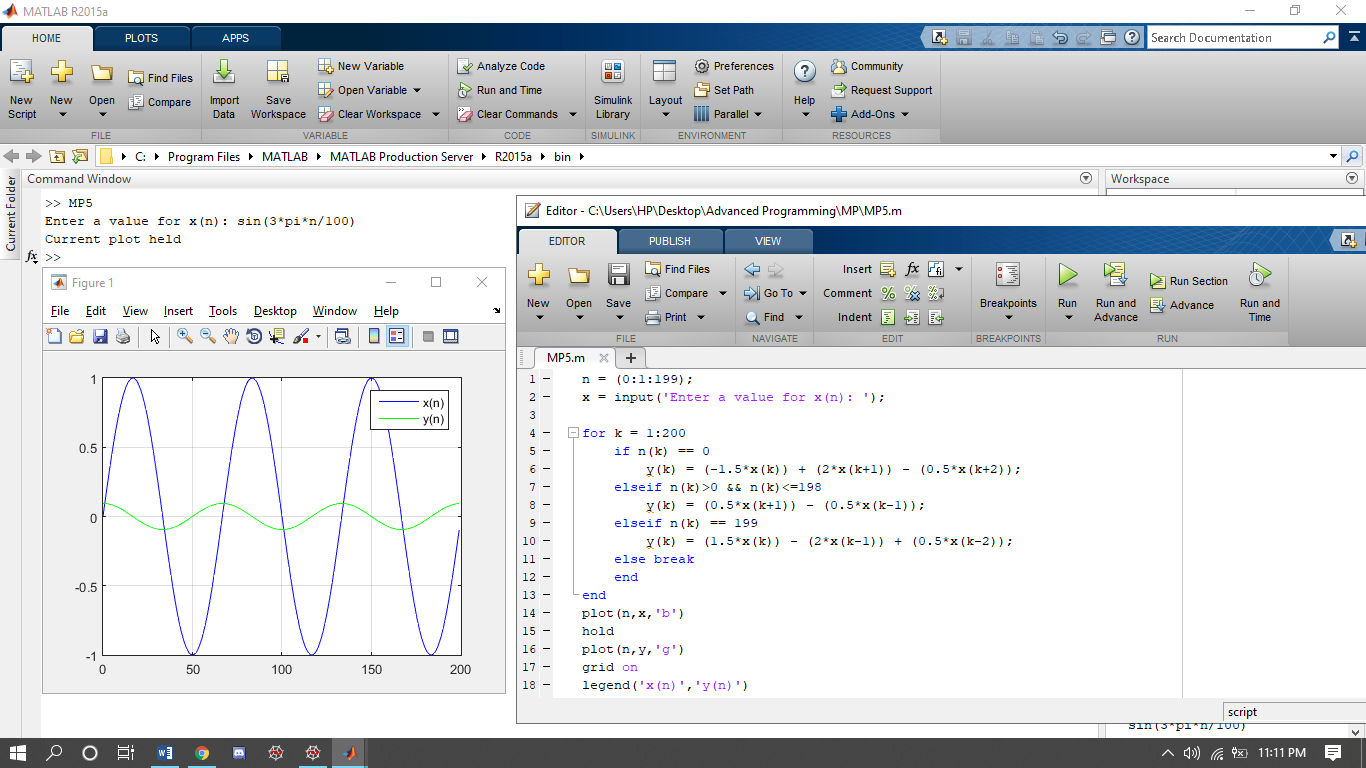 MATLAB R2015a
HOME PLOTS APPS
Search Documentation
New Script
New
Open
Find Files
Compare
Import Data
Save Workspace
New Variable
Open Variable
Clear Workspace
Analyze Code
Run and Time
Clear Commands
Simulink Library
Layout
Preferences
Set Path
Parallel
Help
Community
Request Support
Add-Ons
FILE VARIABLE CODE SIMULINK ENVIRONMENT RESOURCES
C: Program Files MATLAB MATLAB Production Server R2015a bin
Current Folder
Command Window
Workspace
>> MP5
Enter a value for x(n): sin(3*pi*n/100)
Current plot held
fx >>
Figure 1
File Edit View Insert Tools Desktop Window Help
1
0.5
0
-0.5
-1
0 50 100 150 200
x(n)
y(n)
Editor - C:\Users\HP\Desktop\Advanced Programming\MP\MP5.m
EDITOR PUBLISH VIEW
New
Open
Save
Find Files
Compare
Print
Go To
Find
Insert fx
Comment
Indent
Breakpoints
Run
Run and Advance
Run Section
Advance
Run and Time
FILE NAVIGATE EDIT BREAKPOINTS RUN
MP5.m
1 n = (0:1:199);
2 x = input('Enter a value for x(n): ');
3
4 for k = 1:200
5 if n(k) == 0
6 y(k) = (-1.5*x(k)) + (2*x(k+1)) - (0.5*x(k+2));
7 elseif n(k)>0 && n(k)<=198
8 y(k) = (0.5*x(k+1)) - (0.5*x(k-1));
9 elseif n(k) == 199
10 y(k) = (1.5*x(k)) - (2*x(k-1)) + (0.5*x(k-2));
11 else break
12 end
13 end
14 plot(n,x,'b')
15 hold
16 plot(n,y,'g')
17 grid on
18 legend('x(n)','y(n)')
script
sin(3*pi*n/100)
11:11 PM